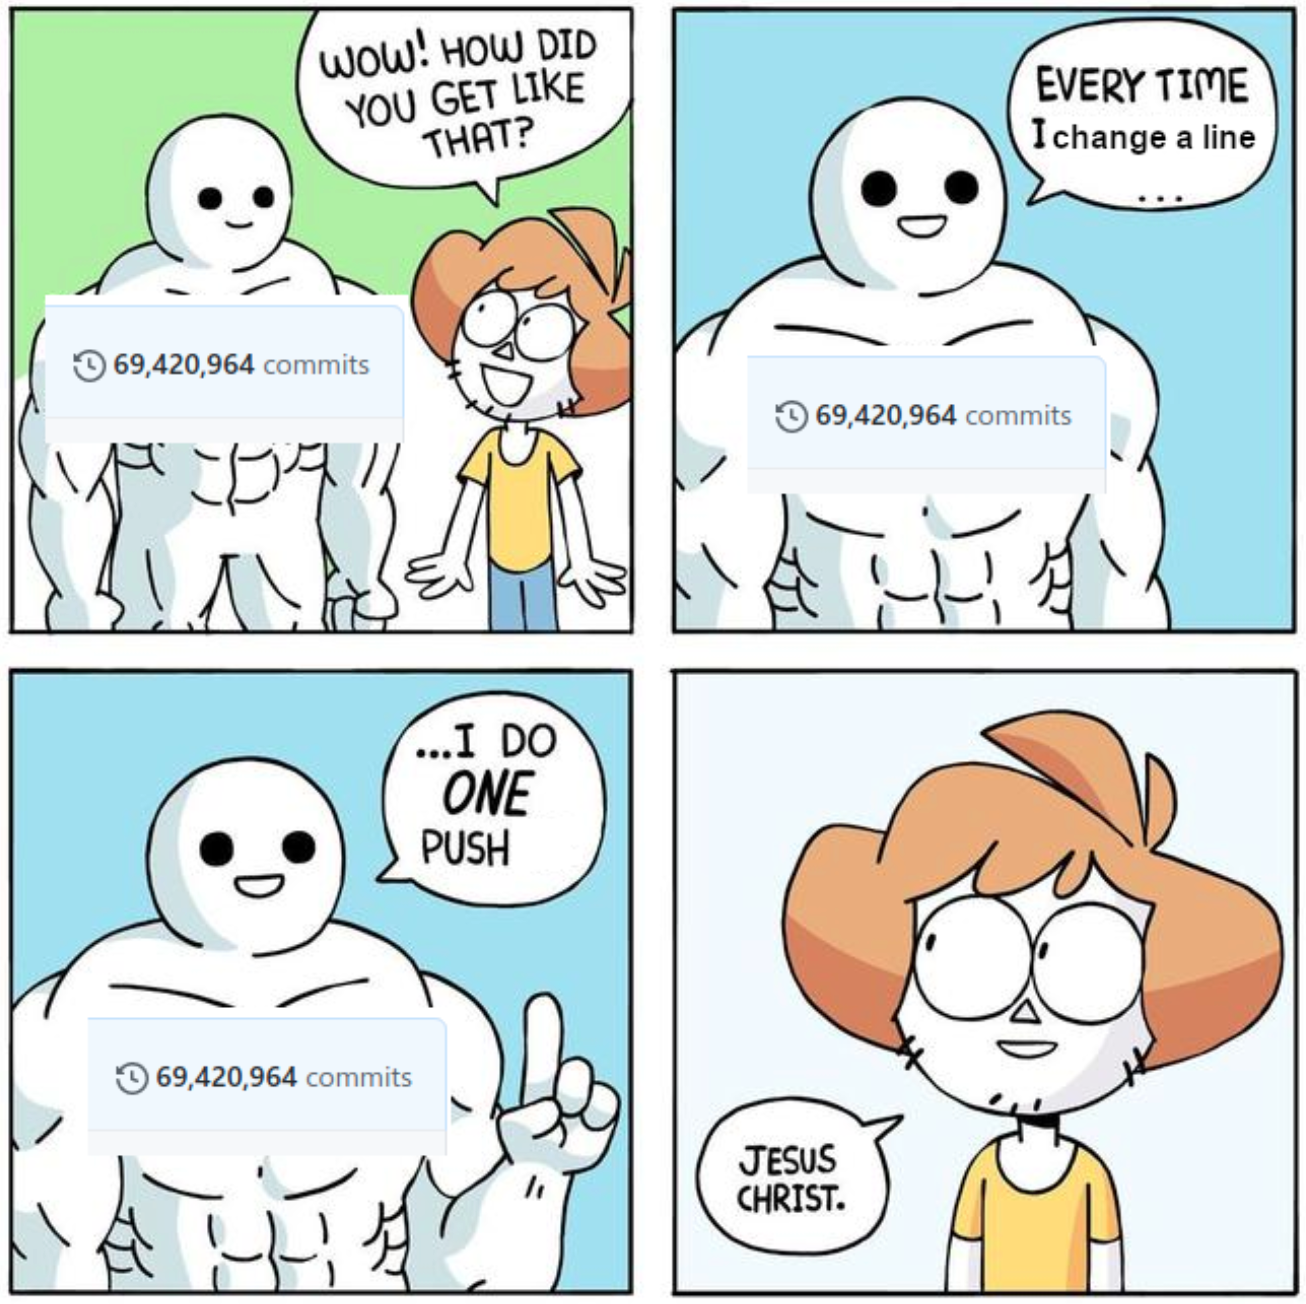 WOW! HOW DID
YOU GET LIKE
THAT?
69,420,964 commits
EVERY TIME
I change a line
...
69,420,964 commits
...I DO
ONE
PUSH
69,420,964 commits
JESUS
CHRIST.